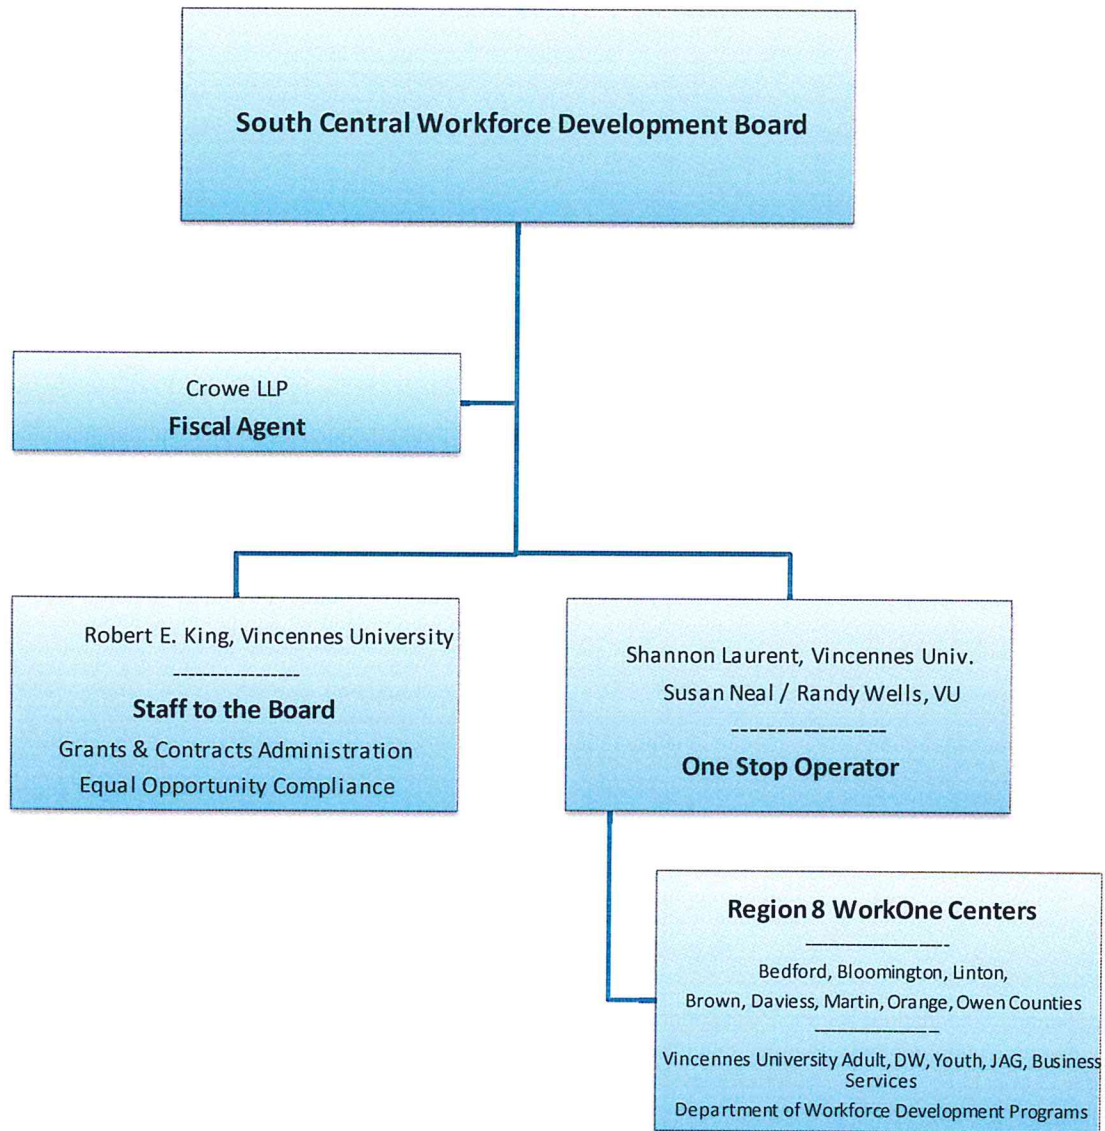 South Central Workforce Development Board
Crowe LLP
Fiscal Agent
Robert E. King, Vincennes University
------------------
Staff to the Board
Grants & Contracts Administration
Equal Opportunity Compliance
Shannon Laurent, Vincennes Univ.
Susan Neal / Randy Wells, VU
------------------
One Stop Operator
Region 8 WorkOne Centers
------------------
Bedford, Bloomington, Linton,
Brown, Daviess, Martin, Orange, Owen Counties
------------------
Vincennes University Adult, DW, Youth, JAG, Business
Services
Department of Workforce Development Programs